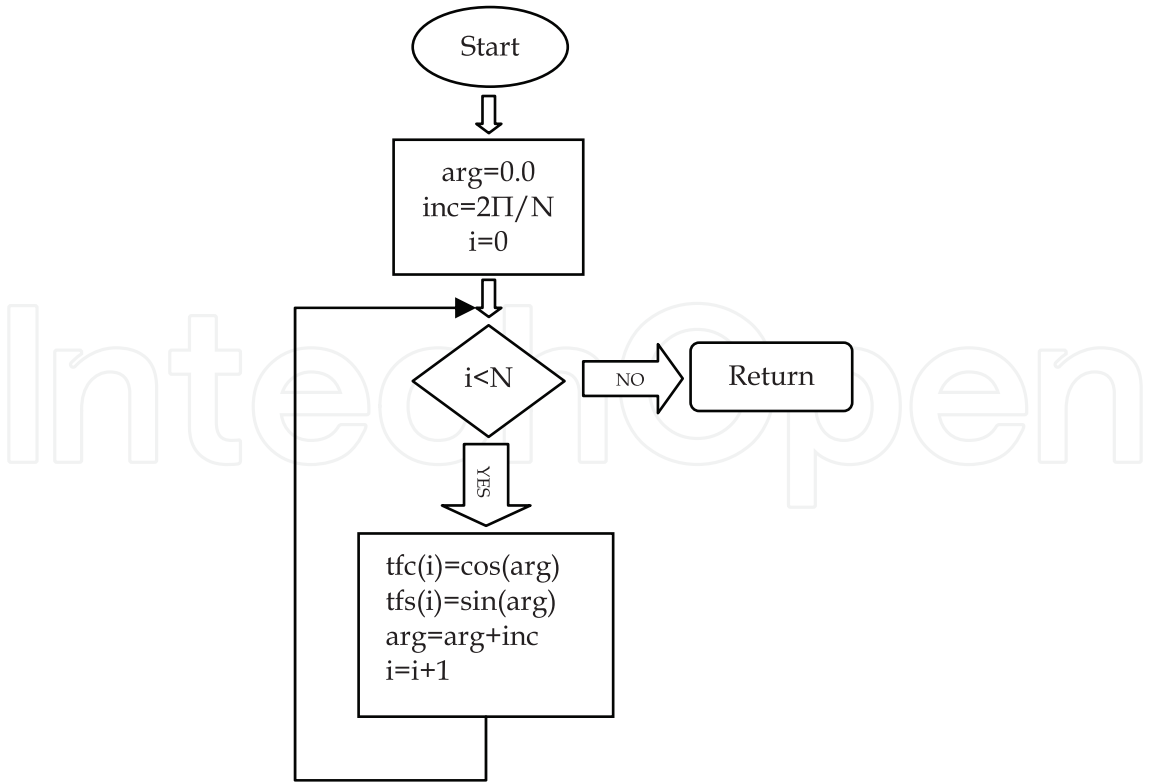 Start
arg=0.0
inc=2Π/N
i=0
i<N
NO
Return
YES
tfc(i)=cos(arg)
tfs(i)=sin(arg)
arg=arg+inc
i=i+1
IntechOpen